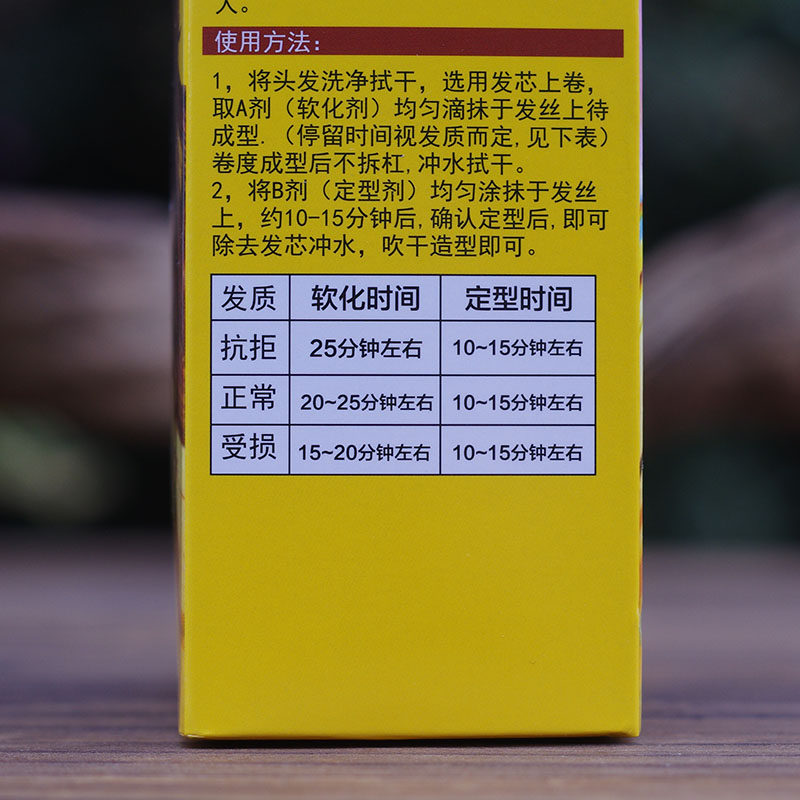 人。
使用方法：
1，将头发洗净拭干，选用发芯上卷，
取A剂（软化剂）均匀滴抹于发丝上待
成型.（停留时间视发质而定,见下表）
卷度成型后不拆杠,冲水拭干。
2，将B剂（定型剂）均匀涂抹于发丝
上，约10-15分钟后,确认定型后,即可
除去发芯冲水，吹干造型即可。
发质 软化时间 定型时间
抗拒 25分钟左右 10~15分钟左右
正常 20~25分钟左右 10~15分钟左右
受损 15~20分钟左右 10~15分钟左右